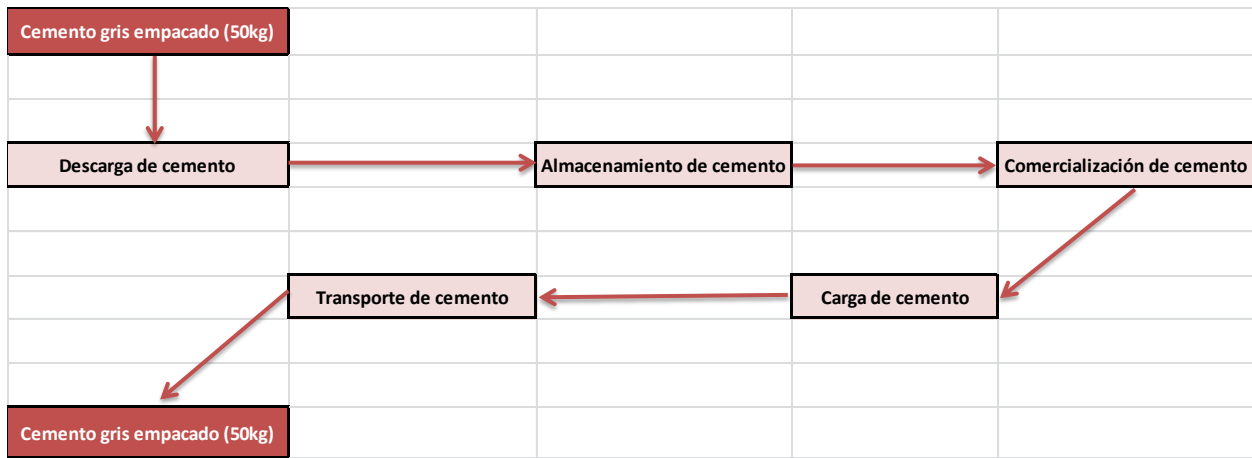 Cemento gris empacado (50kg)
Descarga de cemento
Almacenamiento de cemento
Comercialización de cemento
Transporte de cemento
Carga de cemento
Cemento gris empacado (50kg)